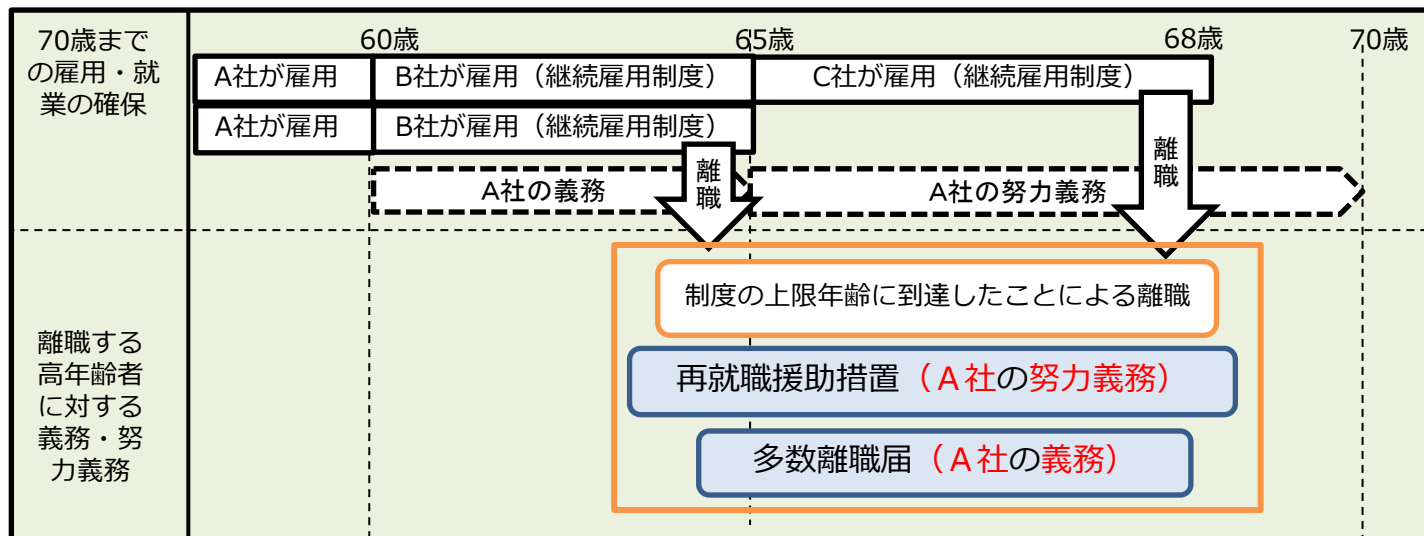 70歳まで
の雇用・就
業の確保
60歳
65歳
68歳
70歳
A社が雇用
B社が雇用（継続雇用制度）
C社が雇用（継続雇用制度）
A社が雇用
B社が雇用（継続雇用制度）
離職
離職
A社の義務
A社の努力義務
離職する
高年齢者
に対する
義務・努
力義務
制度の上限年齢に到達したことによる離職
再就職援助措置（Ａ社の努力義務）
多数離職届（Ａ社の義務）